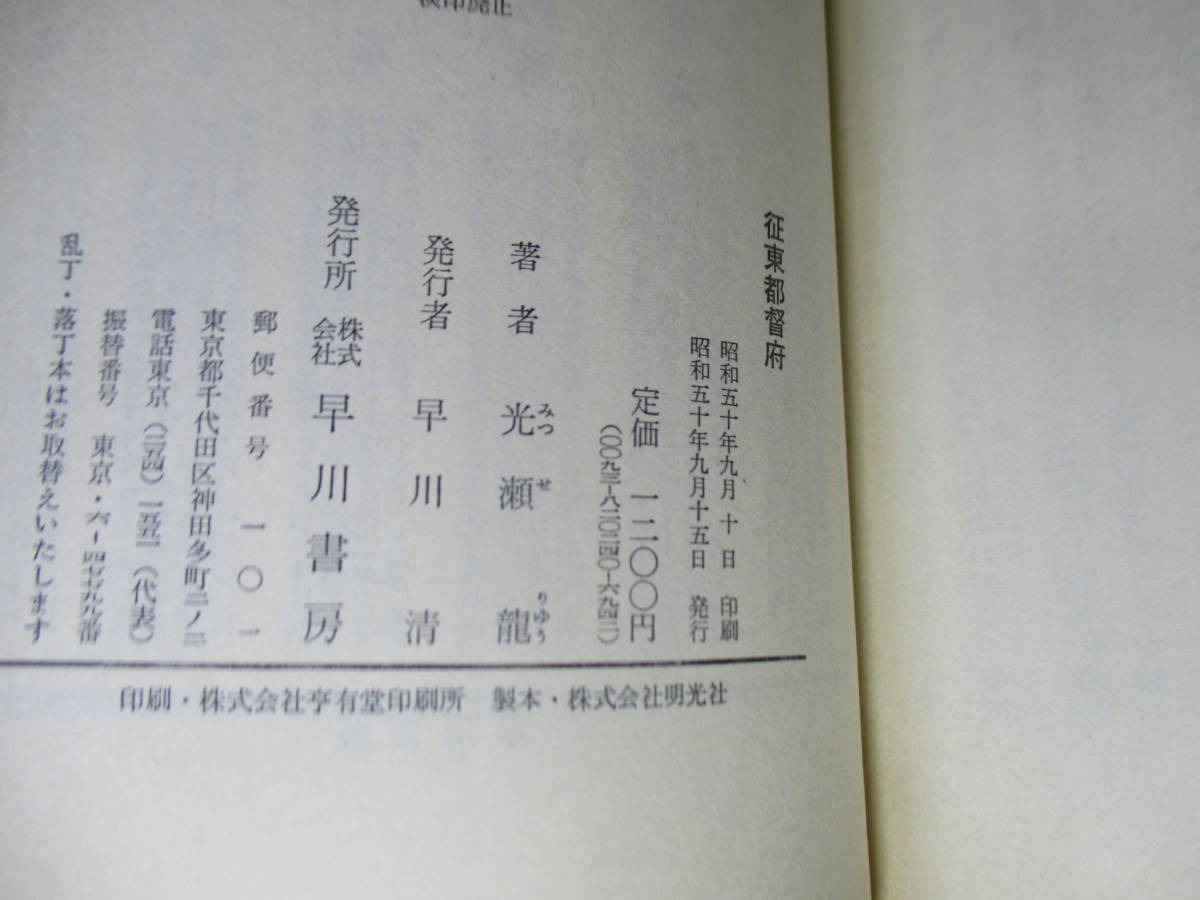 検印廃止
征東都督府
昭和五十年九月 十 日 印刷
昭和五十年九月十五日 発行
定価 一二〇〇円
(〇〇九三-八二〇三四〇-六九四二)
著者 光瀬 龍
みつ せ りゆう
発行者 早川 清
発行所 株式会社 早川書房
郵便番号 一〇一
東京都千代田区神田多町二ノ二
電話東京(二五四)一五五一(代表)
振替番号 東京・六-四七七九九番
乱丁・落丁本はお取替えいたします
印刷・株式会社亨有堂印刷所 製本・株式会社明光社